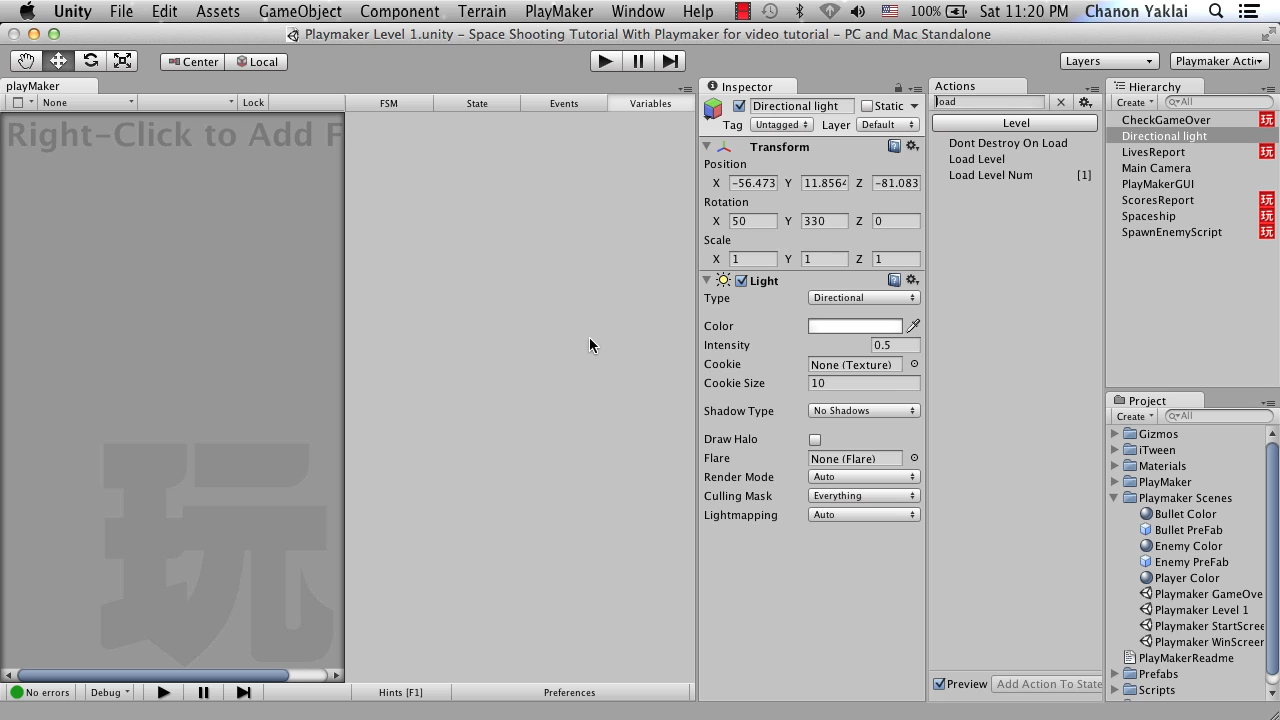 Unity File Edit Assets GameObject Component Terrain PlayMaker Window Help 100% Sat 11:20 PM Chanon Yaklai
Playmaker Level 1.unity – Space Shooting Tutorial With Playmaker for video tutorial – PC and Mac Standalone
Center Local Layers Playmaker Acti
playMaker
None Lock
FSM State Events Variables
Right-Click to Add F
玩
No errors Debug Hints [F1] Preferences
Inspector
Directional light Static
Tag Untagged Layer Default
Transform
Position
X −56.473 Y 11.8564 Z −81.083
Rotation
X 50 Y 330 Z 0
Scale
X 1 Y 1 Z 1
Light
Type Directional
Color
Intensity 0.5
Cookie None (Texture)
Cookie Size 10
Shadow Type No Shadows
Draw Halo
Flare None (Flare)
Render Mode Auto
Culling Mask Everything
Lightmapping Auto
Actions
load
Level
Dont Destroy On Load
Load Level
Load Level Num [1]
Preview Add Action To State
Hierarchy
Create All
CheckGameOver 玩
Directional light
LivesReport 玩
Main Camera
PlayMakerGUI
ScoresReport 玩
Spaceship 玩
SpawnEnemyScript 玩
Project
Create All
Gizmos
iTween
Materials
PlayMaker
Playmaker Scenes
Bullet Color
Bullet PreFab
Enemy Color
Enemy PreFab
Player Color
Playmaker GameOve
Playmaker Level 1
Playmaker StartScree
Playmaker WinScreen
PlayMakerReadme
Prefabs
Scripts